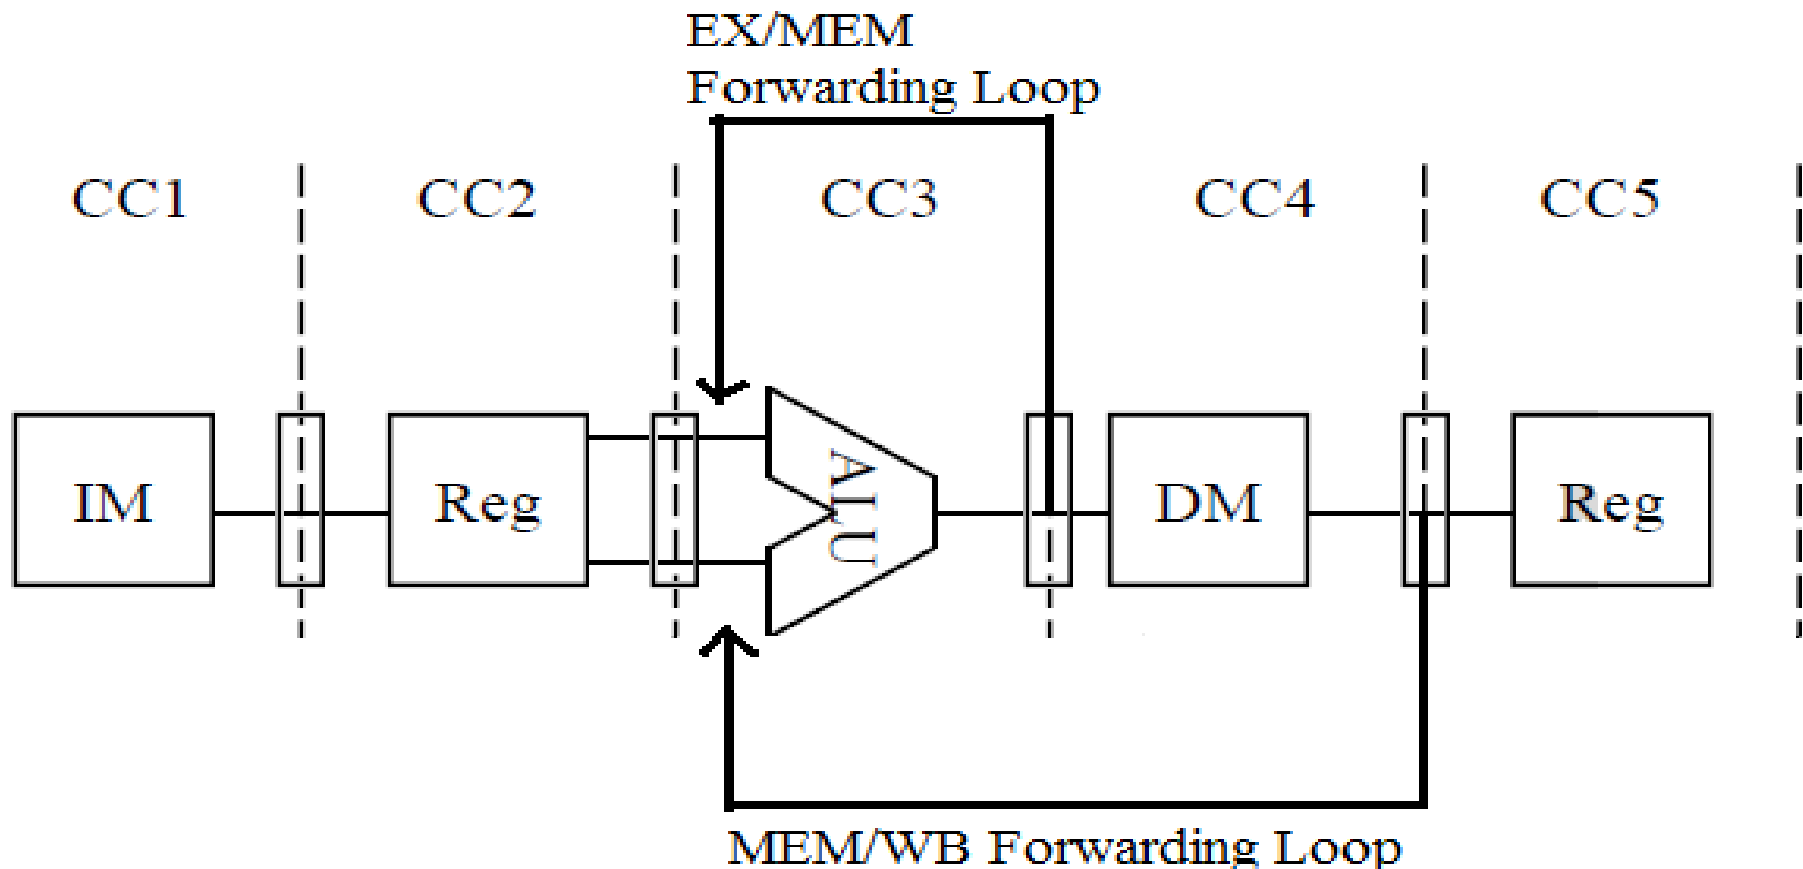 EX/MEM
Forwarding Loop
CC1 CC2 CC3 CC4 CC5
IM Reg ALU DM Reg
MEM/WB Forwarding Loop